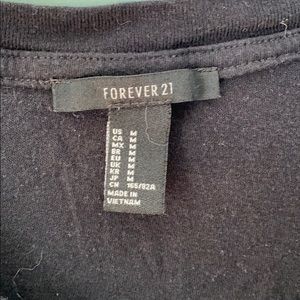 FOREVER 21
US M
CA M
MX M
BR M
EU M
UK M
KR M
JP M
CN 165/82A
MADE IN
VIETNAM